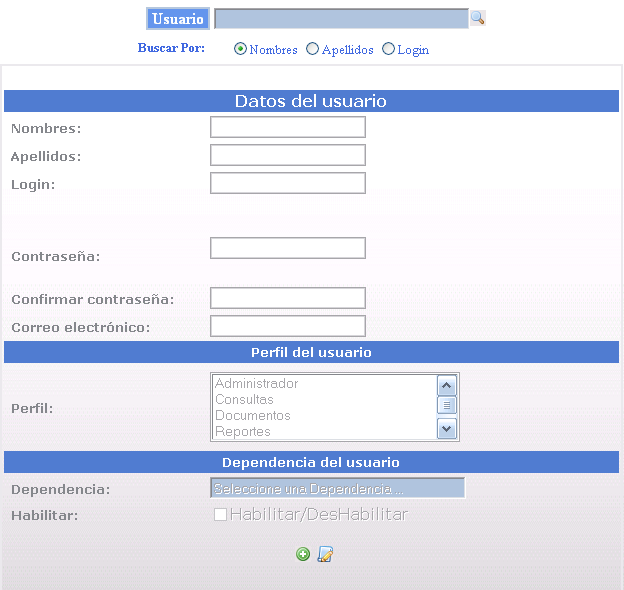 Usuario
Buscar Por: Nombres Apellidos Login
Datos del usuario
Nombres:
Apellidos:
Login:
Contraseña:
Confirmar contraseña:
Correo electrónico:
Perfil del usuario
Perfil:
Administrador
Consultas
Documentos
Reportes
Dependencia del usuario
Dependencia: Seleccione una Dependencia ...
Habilitar: Habilitar/DesHabilitar